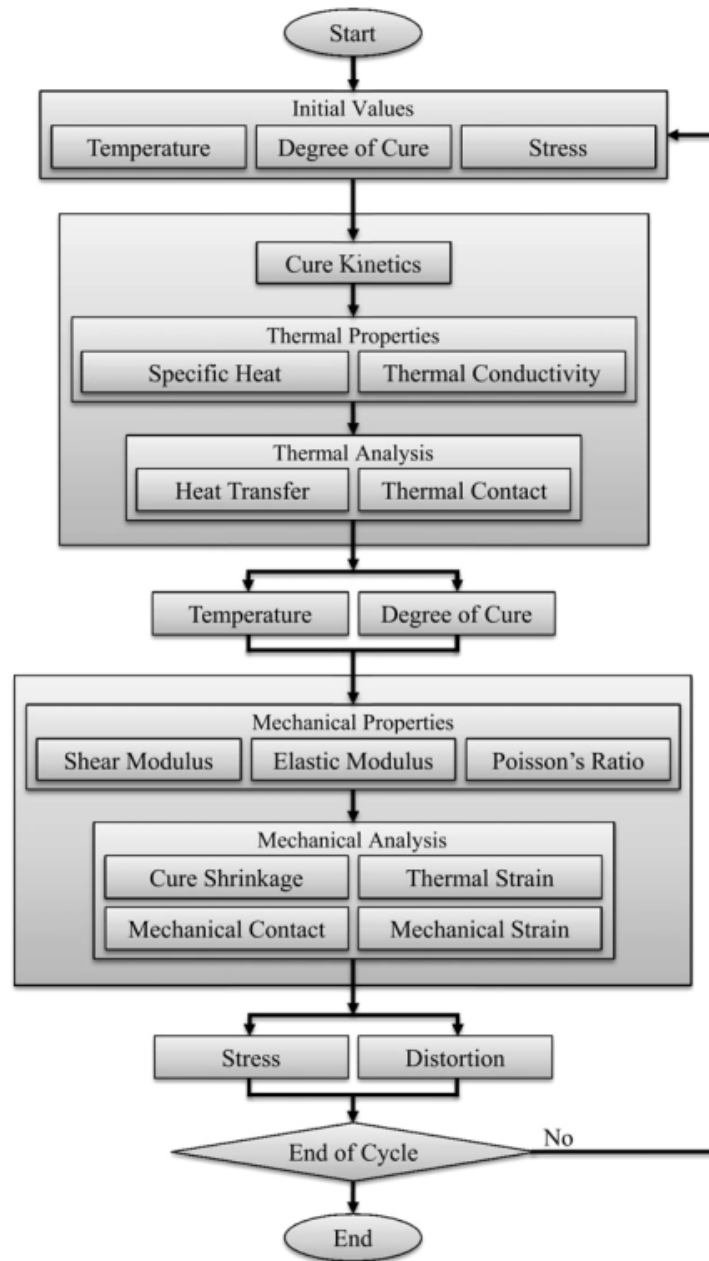 Start
Initial Values
Temperature
Degree of Cure
Stress
Cure Kinetics
Thermal Properties
Specific Heat
Thermal Conductivity
Thermal Analysis
Heat Transfer
Thermal Contact
Temperature
Degree of Cure
Mechanical Properties
Shear Modulus
Elastic Modulus
Poisson's Ratio
Mechanical Analysis
Cure Shrinkage
Thermal Strain
Mechanical Contact
Mechanical Strain
Stress
Distortion
End of Cycle
No
End